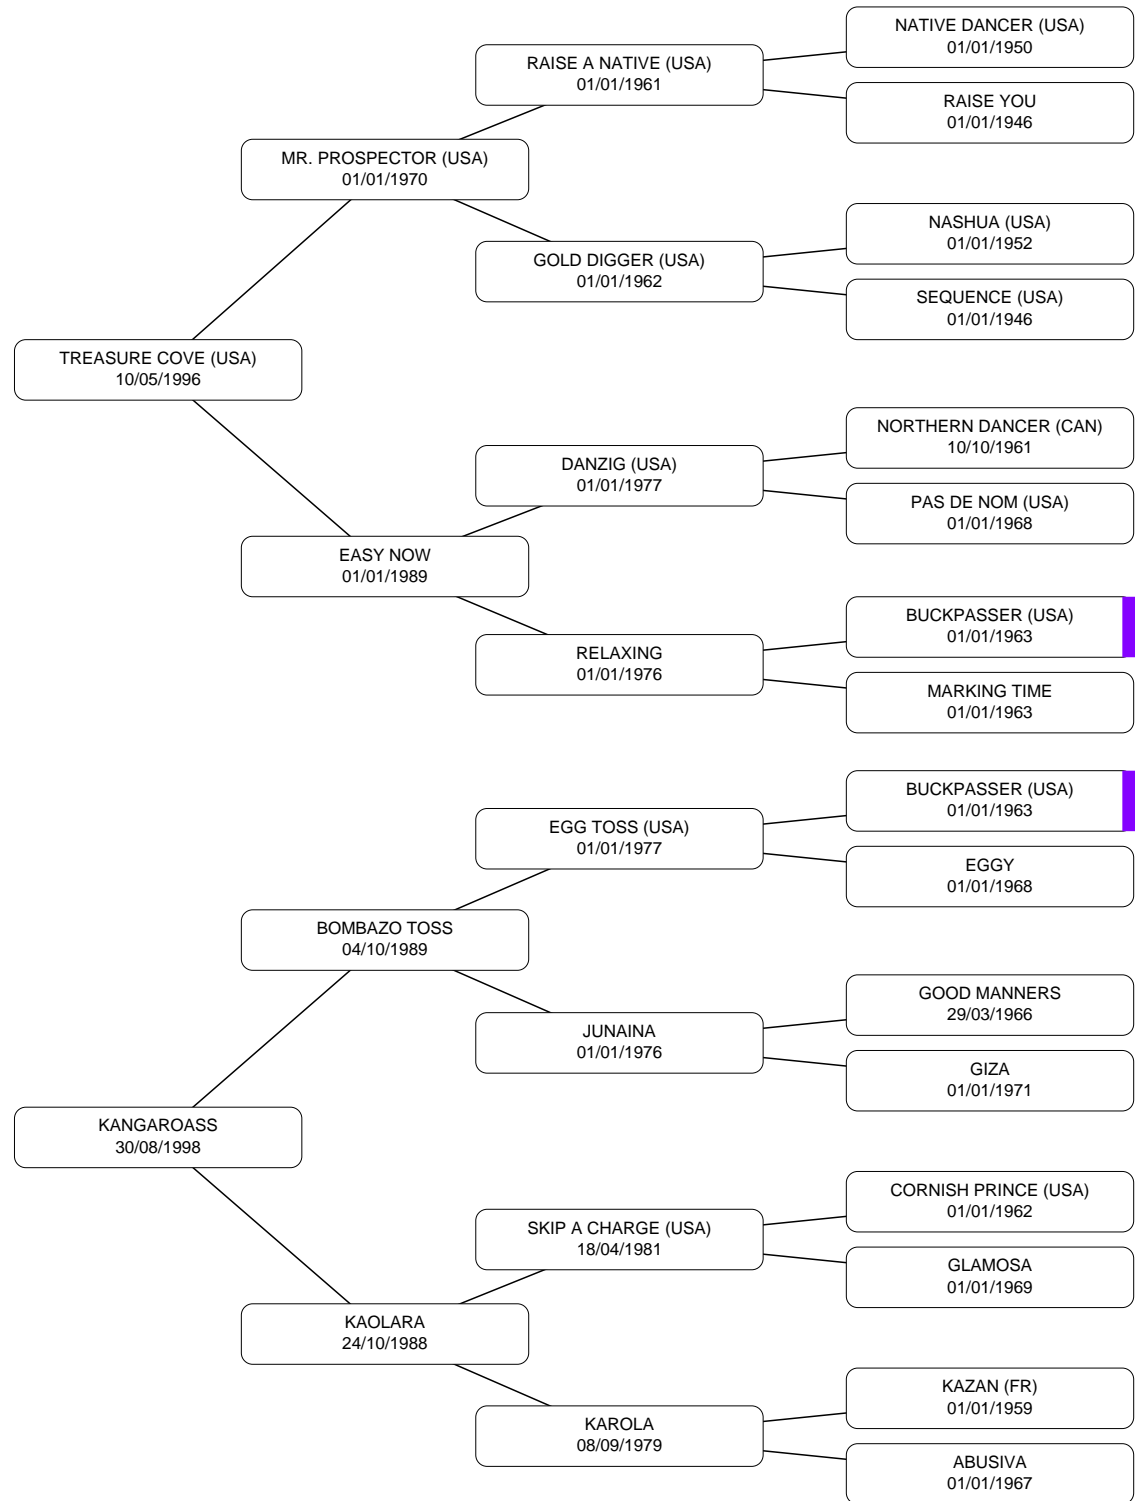 NATIVE DANCER (USA)
01/01/1950
RAISE A NATIVE (USA)
01/01/1961
RAISE YOU
01/01/1946
MR. PROSPECTOR (USA)
01/01/1970
NASHUA (USA)
01/01/1952
GOLD DIGGER (USA)
01/01/1962
SEQUENCE (USA)
01/01/1946
TREASURE COVE (USA)
10/05/1996
NORTHERN DANCER (CAN)
10/10/1961
DANZIG (USA)
01/01/1977
PAS DE NOM (USA)
01/01/1968
EASY NOW
01/01/1989
BUCKPASSER (USA)
01/01/1963
RELAXING
01/01/1976
MARKING TIME
01/01/1963
BUCKPASSER (USA)
01/01/1963
EGG TOSS (USA)
01/01/1977
EGGY
01/01/1968
BOMBAZO TOSS
04/10/1989
GOOD MANNERS
29/03/1966
JUNAINA
01/01/1976
GIZA
01/01/1971
KANGAROASS
30/08/1998
CORNISH PRINCE (USA)
01/01/1962
SKIP A CHARGE (USA)
18/04/1981
GLAMOSA
01/01/1969
KAOLARA
24/10/1988
KAZAN (FR)
01/01/1959
KAROLA
08/09/1979
ABUSIVA
01/01/1967